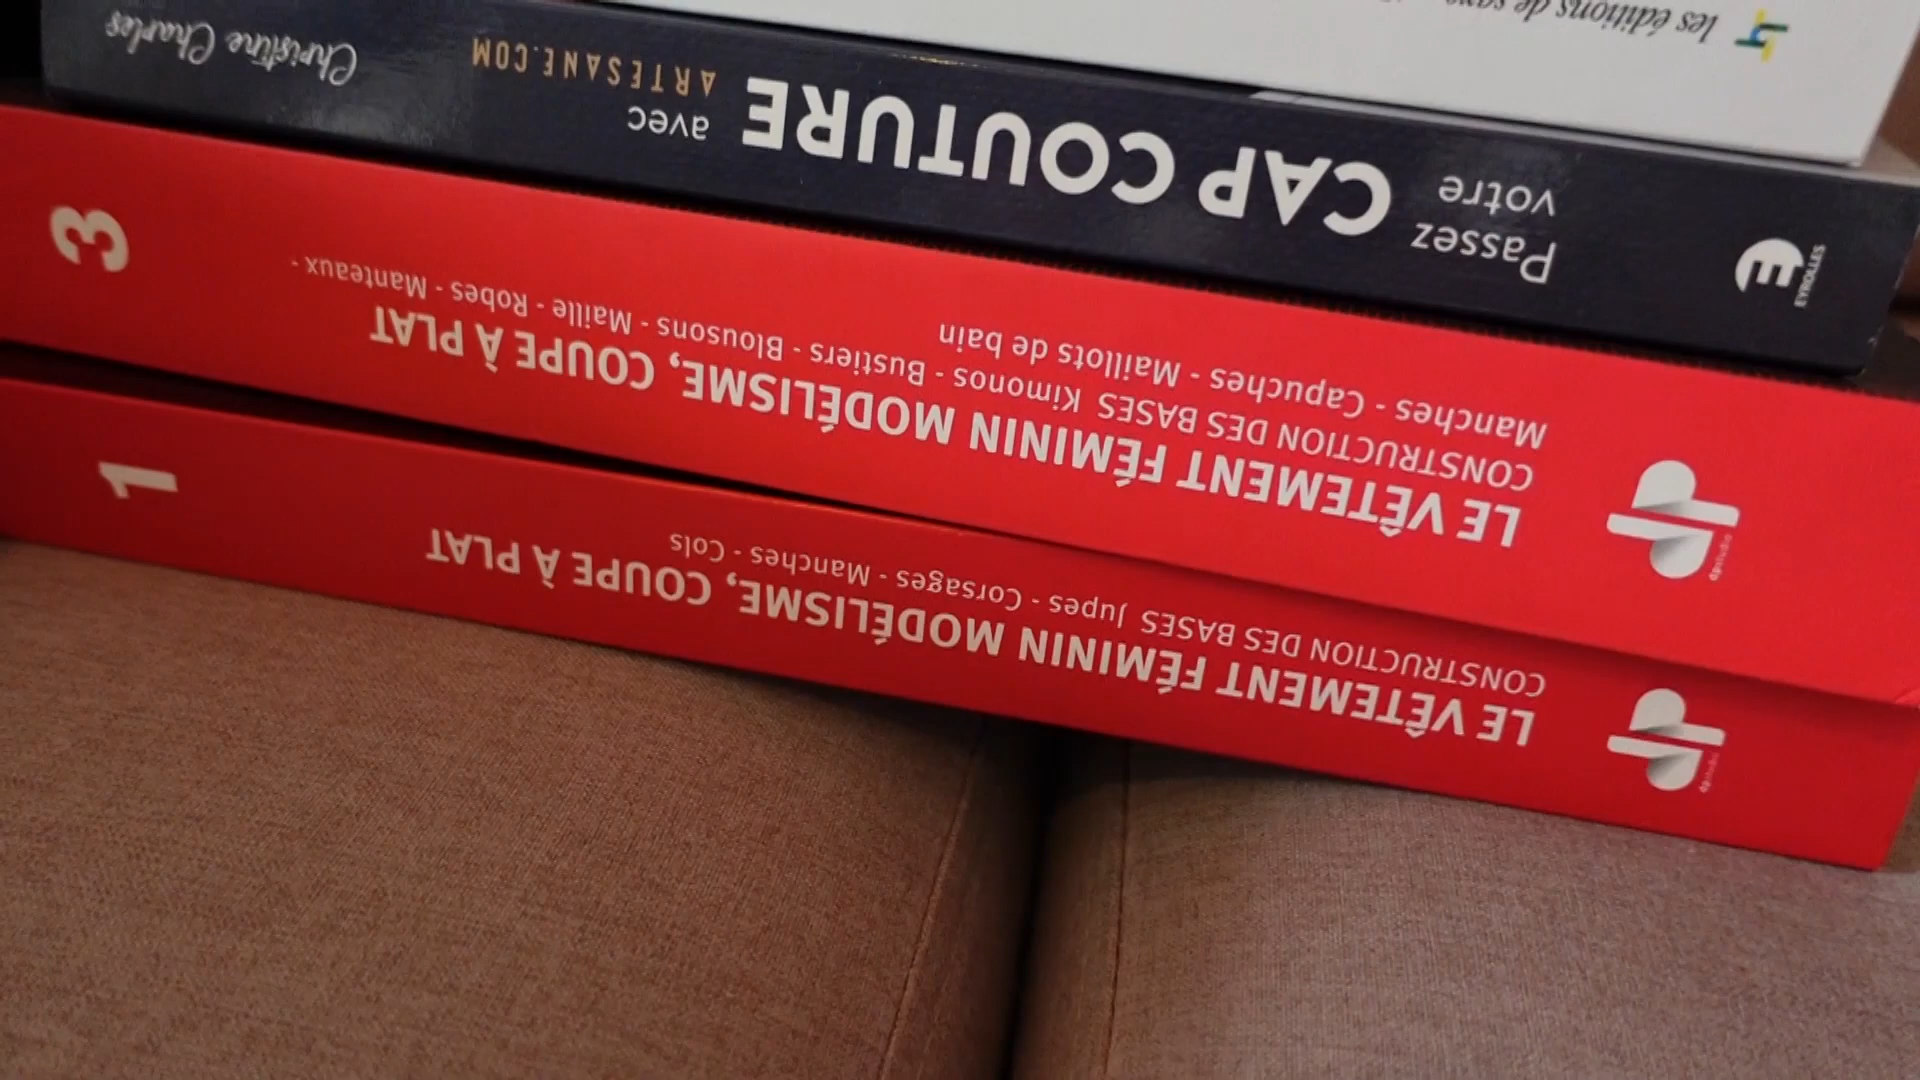 LE VÊTEMENT FÉMININ MODÉLISME, COUPE À PLAT
CONSTRUCTION DES BASES Jupes - Corsages - Manches - Cols
1
dpstudio
LE VÊTEMENT FÉMININ MODÉLISME, COUPE À PLAT
CONSTRUCTION DES BASES Kimonos - Bustiers - Blousons - Maille - Robes - Manteaux -
Manches - Capuches - Maillots de bain
3
dpstudio
EYROLLES
Passez
votre
CAP COUTURE
avec
ARTESANE.COM
Christine Charles
les éditions de